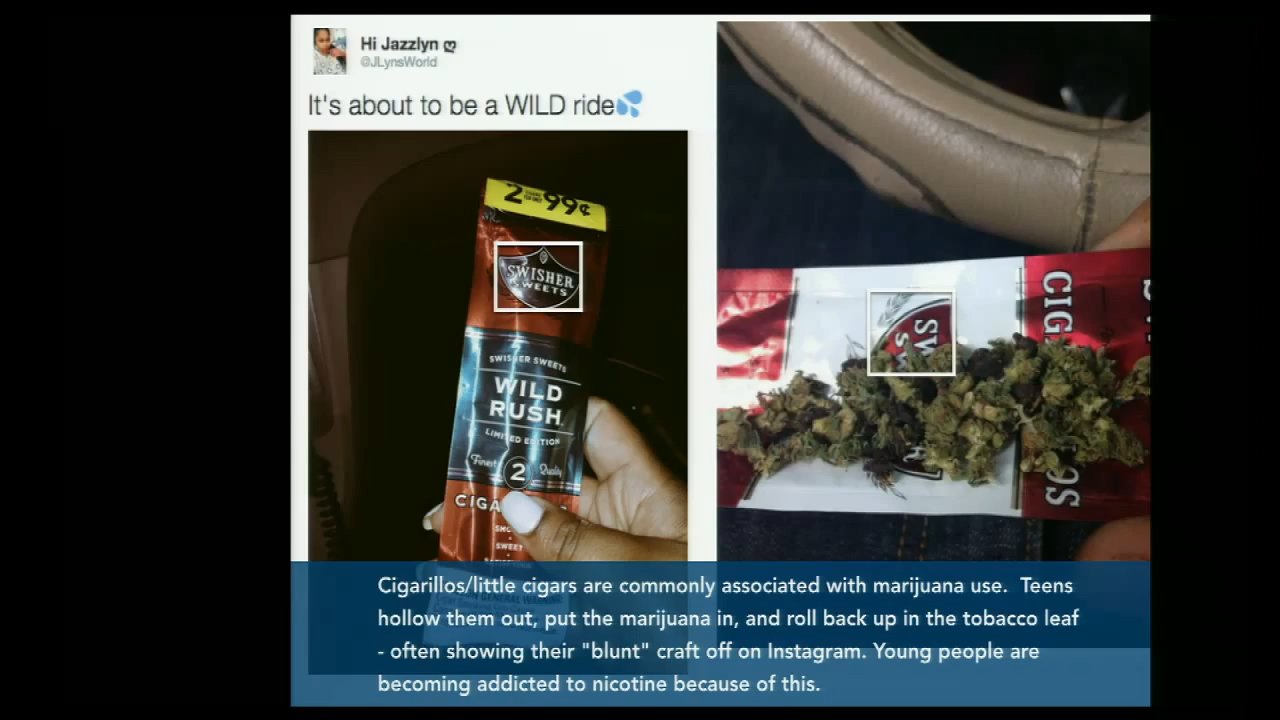 Hi Jazzlyn ღ
@JLynsWorld
It's about to be a WILD ride💦
2 99¢
SWISHER
SWEETS
SWISHER SWEETS
WILD
RUSH
LIMITED EDITION
Finest 2 Quality
CIGA
SWEET
SW
CIG
OS
Cigarillos/little cigars are commonly associated with marijuana use. Teens
hollow them out, put the marijuana in, and roll back up in the tobacco leaf
- often showing their "blunt" craft off on Instagram. Young people are
becoming addicted to nicotine because of this.